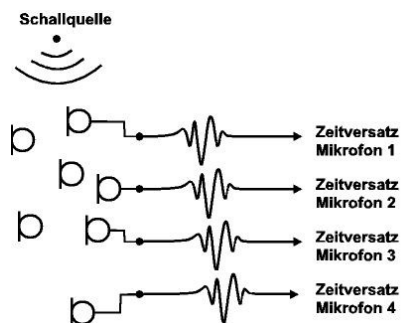 Schallquelle
Zeitversatz
Mikrofon 1
Zeitversatz
Mikrofon 2
Zeitversatz
Mikrofon 3
Zeitversatz
Mikrofon 4